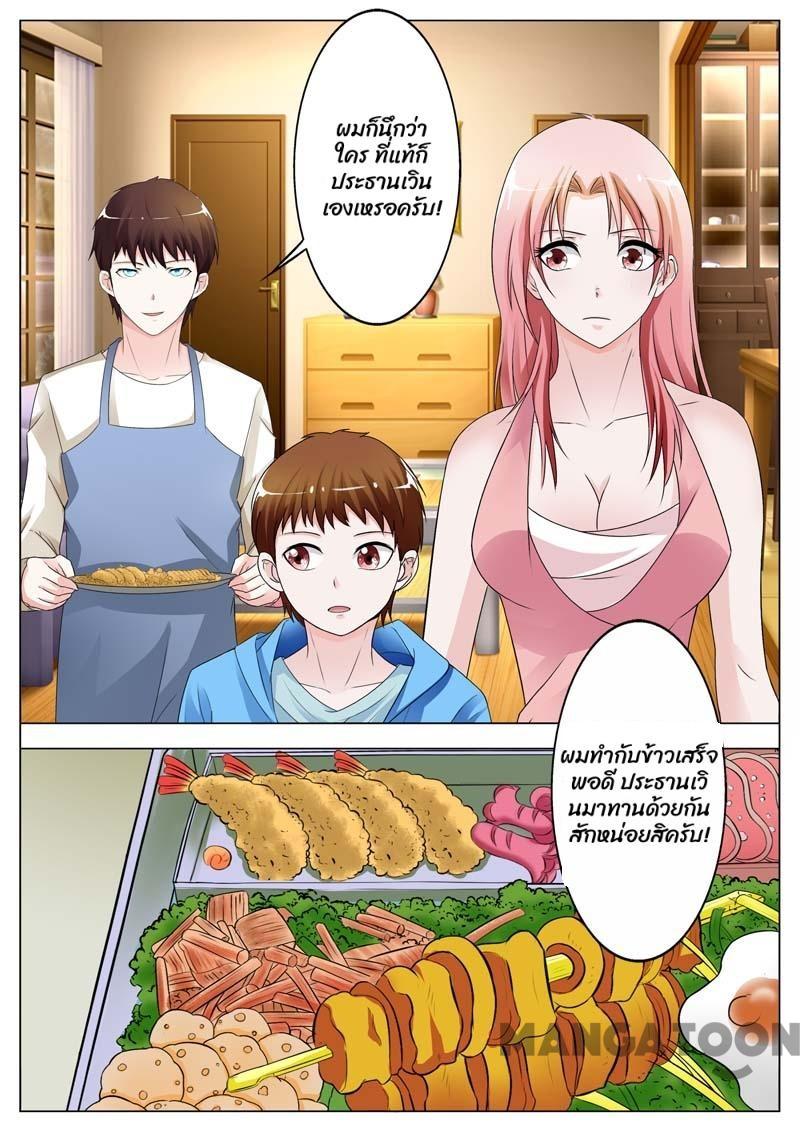 ผมก็นึกว่า
ใคร ที่แท้ก็
ประธานเวิน
เองเหรอครับ!
ผมทำกับข้าวเสร็จ
พอดี ประธานเวิ
นมาทานด้วยกัน
สักหน่อยสิครับ!
MANGATOON